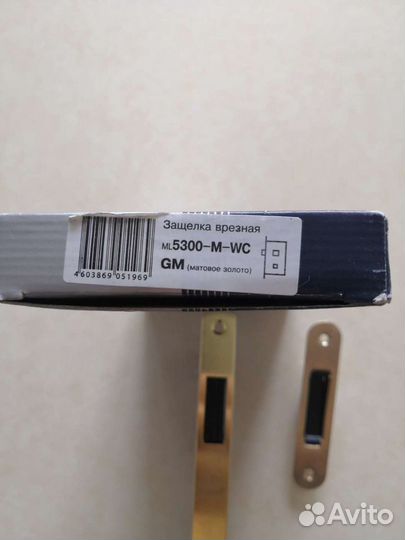 Защелка врезная
ML5300-M-WC
GM (матовое золото)
4603869051969
Avito